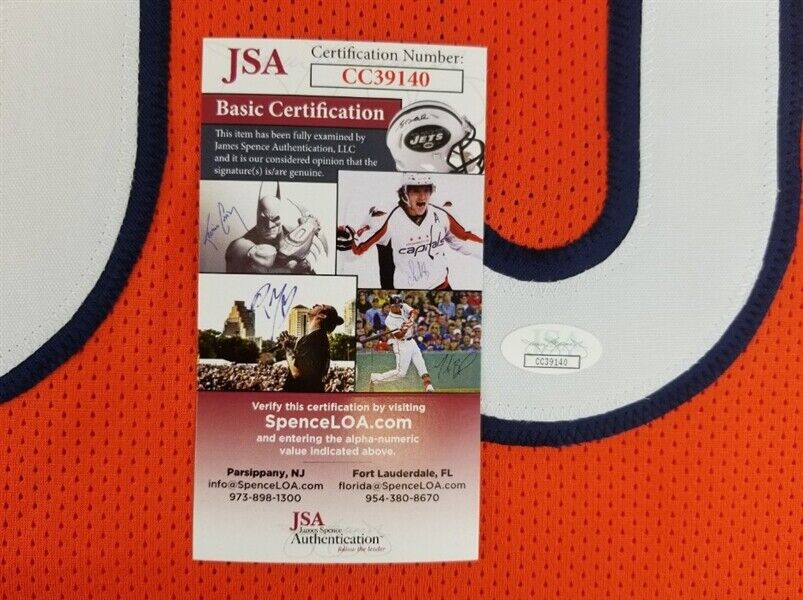 JSA
Certification Number:
CC39140
Basic Certification
This item has been fully examined by
James Spence Authentication, LLC
and it is our considered opinion that the
signature(s) is/are genuine.
JETS
A
capitals
JSA
CC39140
Verify this certification by visiting
SpenceLOA.com
and entering the alpha-numeric
value indicated above.
Parsippany, NJ
info@SpenceLOA.com
973-898-1300
Fort Lauderdale, FL
florida@SpenceLOA.com
954-380-8670
JSA
James Spence
Authentication
follow the leader